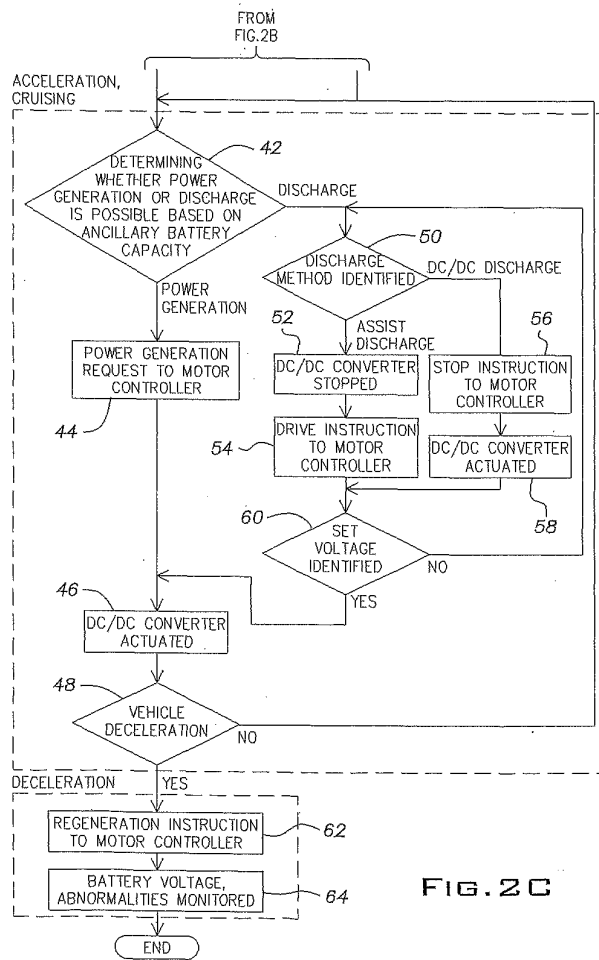 FROM
FIG.2B
ACCELERATION,
CRUISING
42
DETERMINING
WHETHER POWER
GENERATION OR DISCHARGE
IS POSSIBLE BASED ON
ANCILLARY BATTERY
CAPACITY
DISCHARGE
POWER
GENERATION
50
DISCHARGE
METHOD IDENTIFIED
DC/DC DISCHARGE
ASSIST
DISCHARGE
POWER GENERATION
REQUEST TO MOTOR
CONTROLLER
44
52
DC/DC CONVERTER
STOPPED
54
DRIVE INSTRUCTION
TO MOTOR
CONTROLLER
56
STOP INSTRUCTION
TO MOTOR
CONTROLLER
DC/DC CONVERTER
ACTUATED
58
60
SET
VOLTAGE
IDENTIFIED
NO
YES
46
DC/DC CONVERTER
ACTUATED
48
VEHICLE
DECELERATION
NO
YES
DECELERATION
REGENERATION INSTRUCTION
TO MOTOR CONTROLLER
62
BATTERY VOLTAGE,
ABNORMALITIES MONITORED
64
END
FIG.2C